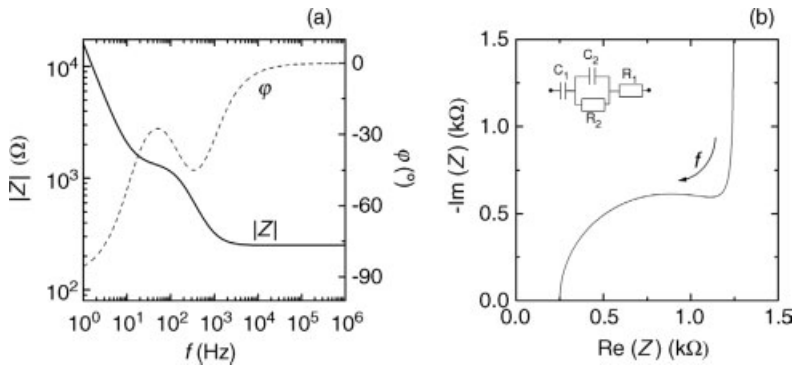 (a)
10⁴
10³
10²
|Z| (Ω)
10⁰ 10¹ 10² 10³ 10⁴ 10⁵ 10⁶
f (Hz)
0
-30
-60
-90
φ (°)
φ
|Z|
(b)
1.5
1.0
0.5
0.0
-Im (Z) (kΩ)
0.0 0.5 1.0 1.5
Re (Z) (kΩ)
C₁
C₂
R₁
R₂
f